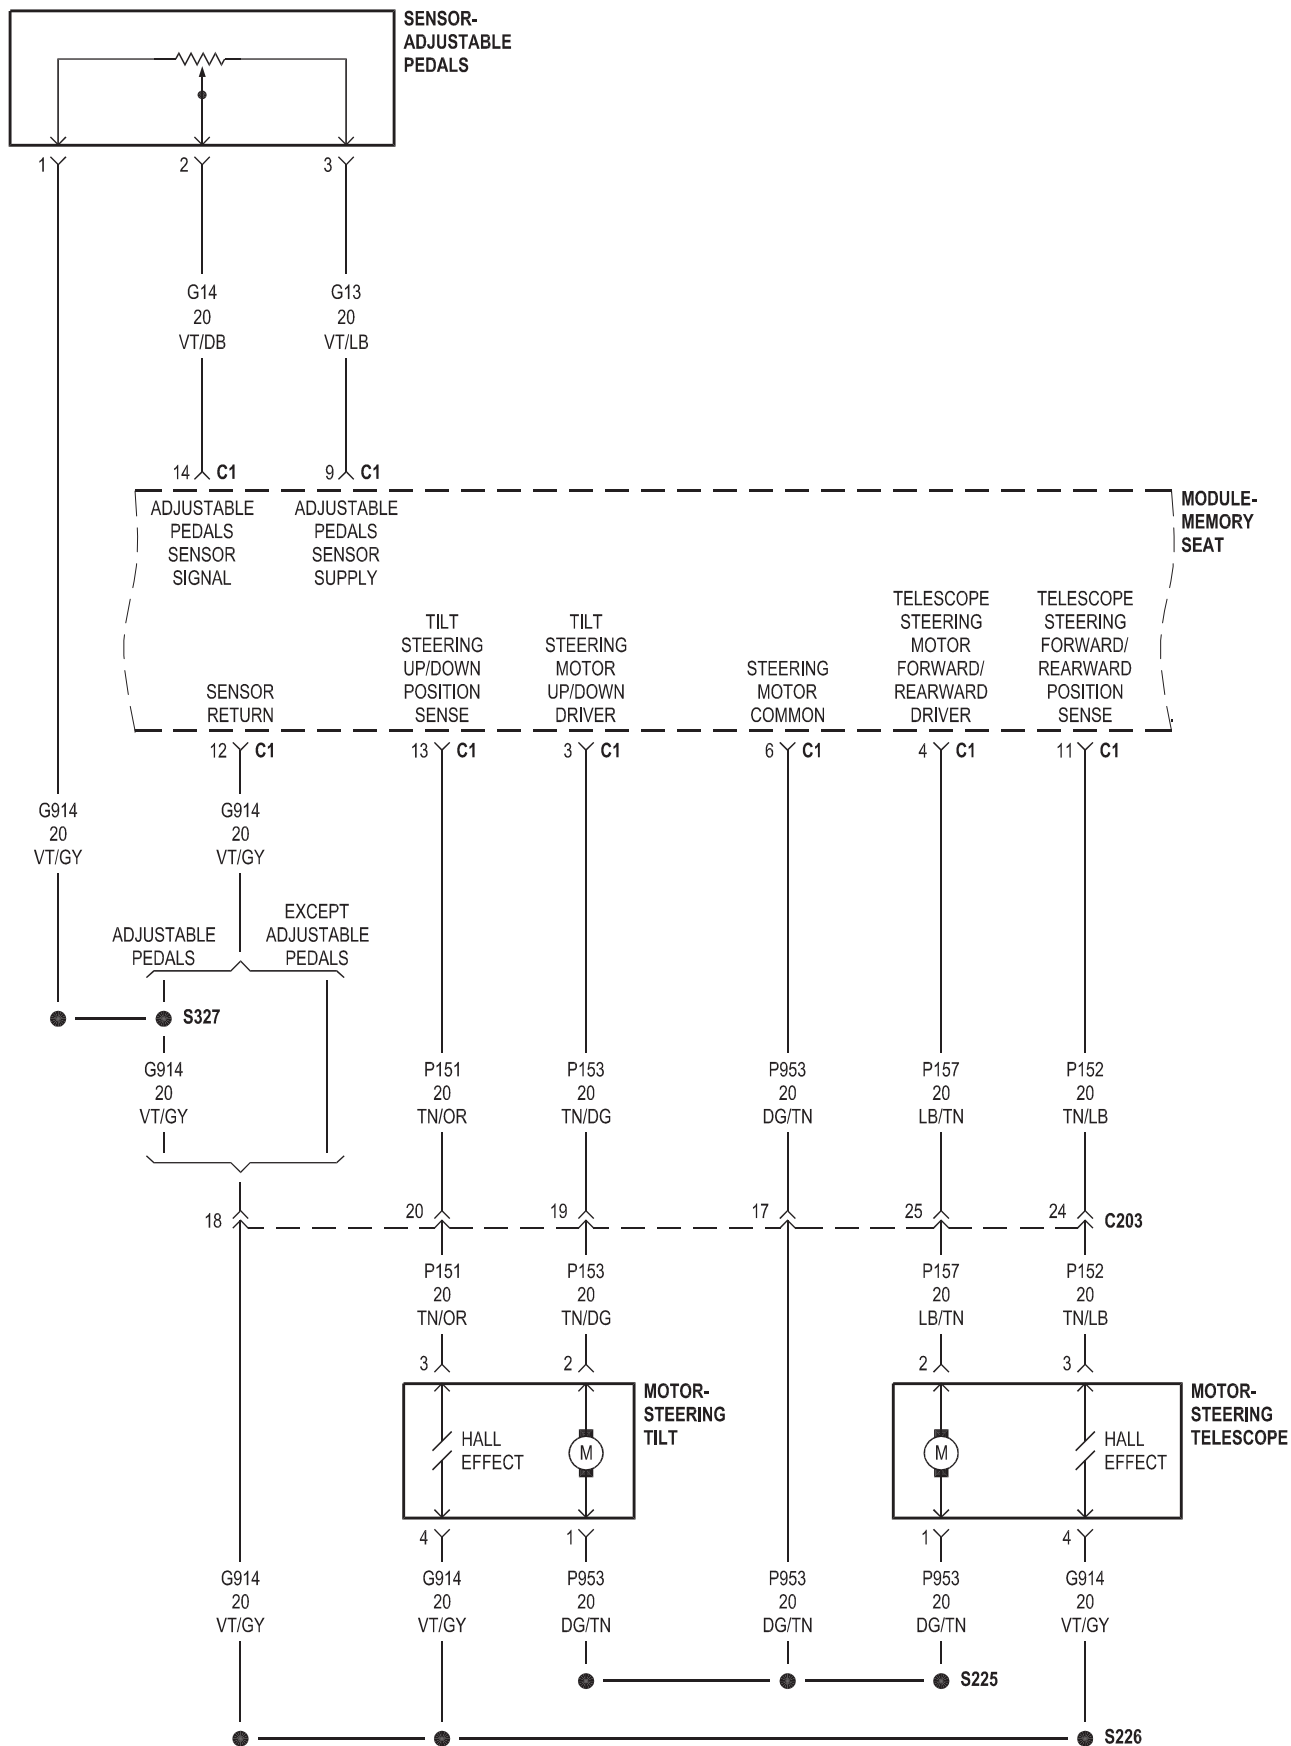 SENSOR-
ADJUSTABLE
PEDALS
1 2 3
G14
20
VT/DB
G13
20
VT/LB
14 C1
9 C1
ADJUSTABLE
PEDALS
SENSOR
SIGNAL
ADJUSTABLE
PEDALS
SENSOR
SUPPLY
MODULE-
MEMORY
SEAT
SENSOR
RETURN
TILT
STEERING
UP/DOWN
POSITION
SENSE
TILT
STEERING
MOTOR
UP/DOWN
DRIVER
STEERING
MOTOR
COMMON
TELESCOPE
STEERING
MOTOR
FORWARD/
REARWARD
DRIVER
TELESCOPE
STEERING
FORWARD/
REARWARD
POSITION
SENSE
12 C1
13 C1
3 C1
6 C1
4 C1
11 C1
G914
20
VT/GY
G914
20
VT/GY
ADJUSTABLE
PEDALS
EXCEPT
ADJUSTABLE
PEDALS
S327
G914
20
VT/GY
P151
20
TN/OR
P153
20
TN/DG
P953
20
DG/TN
P157
20
LB/TN
P152
20
TN/LB
18 20 19 17 25 24 C203
P151
20
TN/OR
P153
20
TN/DG
P157
20
LB/TN
P152
20
TN/LB
3 2 2 3
HALL
EFFECT
M
MOTOR-
STEERING
TILT
M
HALL
EFFECT
MOTOR-
STEERING
TELESCOPE
4 1 1 4
G914
20
VT/GY
G914
20
VT/GY
P953
20
DG/TN
P953
20
DG/TN
P953
20
DG/TN
G914
20
VT/GY
S225
S226